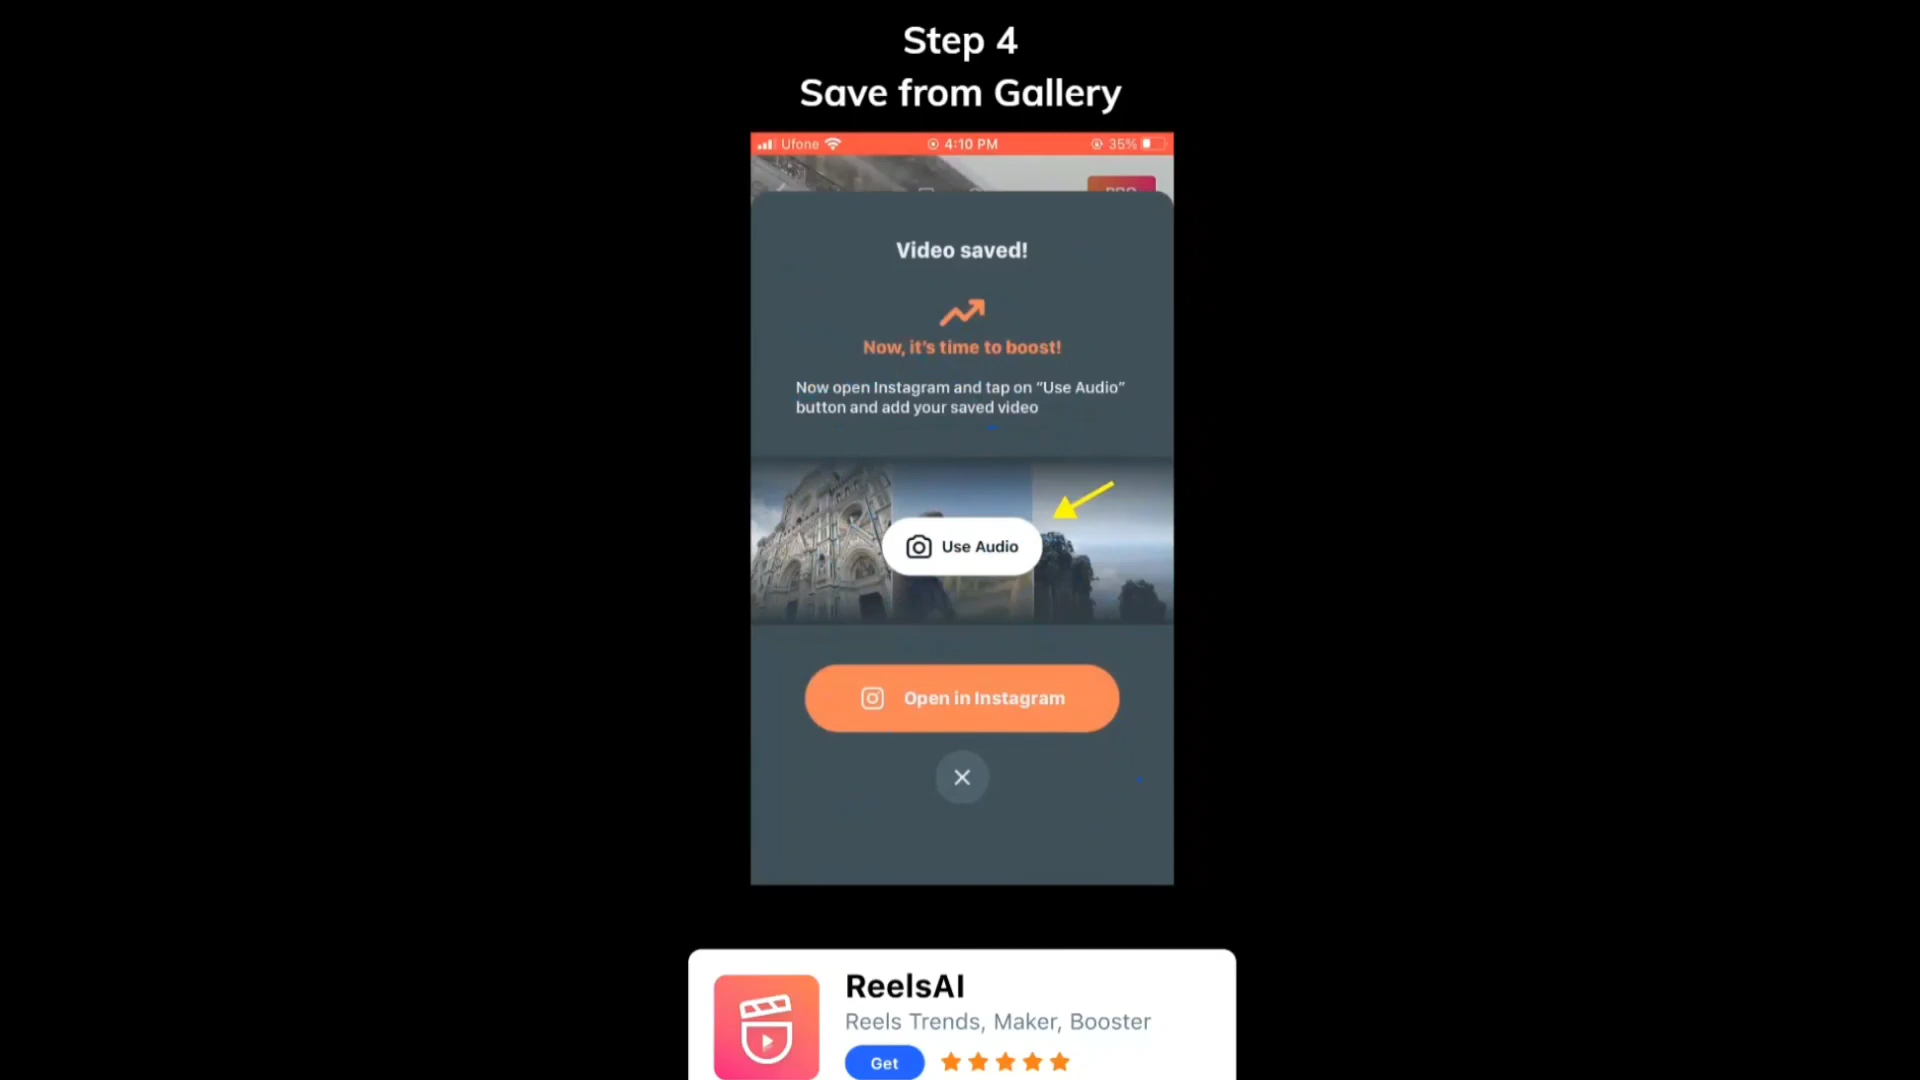 Step 4
Save from Gallery
Ufone 4:10 PM 35%
PRO
Video saved!
Now, it's time to boost!
Now open Instagram and tap on “Use Audio”
button and add your saved video
Use Audio
Open in Instagram
ReelsAI
Reels Trends, Maker, Booster
Get